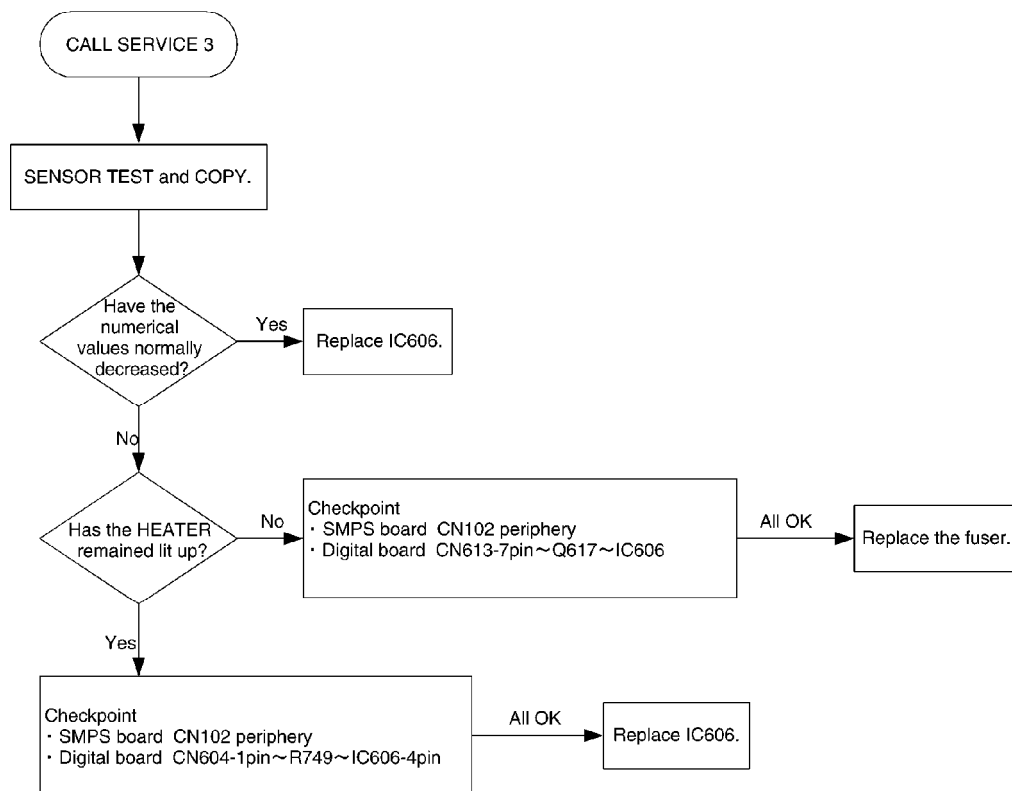 CALL SERVICE 3
SENSOR TEST and COPY.
Have the
numerical
values normally
decreased?
Yes
Replace IC606.
No
Has the HEATER
remained lit up?
No
Checkpoint
· SMPS board CN102 periphery
· Digital board CN613-7pin～Q617～IC606
All OK
Replace the fuser.
Yes
Checkpoint
· SMPS board CN102 periphery
· Digital board CN604-1pin～R749～IC606-4pin
All OK
Replace IC606.